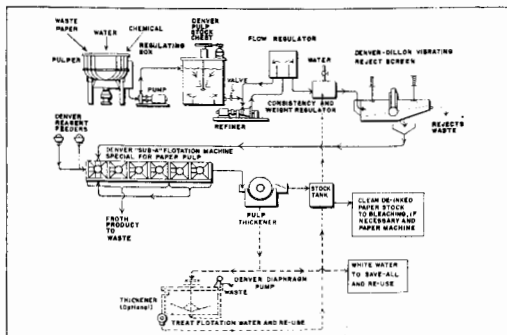 WASTE
PAPER
WATER
CHEMICAL
PULPER
REGULATING
BOX
DENVER
PULP
STOCK
CHEST
PUMP
FLOW REGULATOR
VALVE
REFINER
WATER
CONSISTENCY AND
WEIGHT REGULATOR
DENVER-DILLON VIBRATING
REJECT SCREEN
REJECTS
WASTE
DENVER
REAGENT
FEEDERS
DENVER "SUB-A" FLOTATION MACHINE
SPECIAL FOR PAPER PULP
FROTH
PRODUCT
TO
WASTE
PULP
THICKENER
STOCK
TANK
CLEAN DE-INKED
PAPER STOCK
TO BLEACHING, IF
NECESSARY AND
PAPER MACHINE
DENVER DIAPHRAGM
PUMP
WASTE
WHITE WATER
TO SAVE-ALL
AND RE-USE
THICKENER
(Optional)
TREAT FLOTATION WATER AND RE-USE